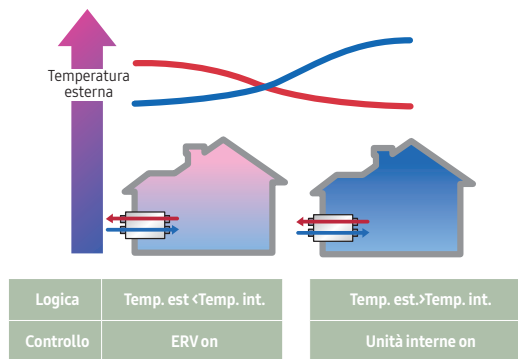 Temperatura
esterna
Logica
Temp. est <Temp. int.
Temp. est.>Temp. int.
Controllo
ERV on
Unità interne on